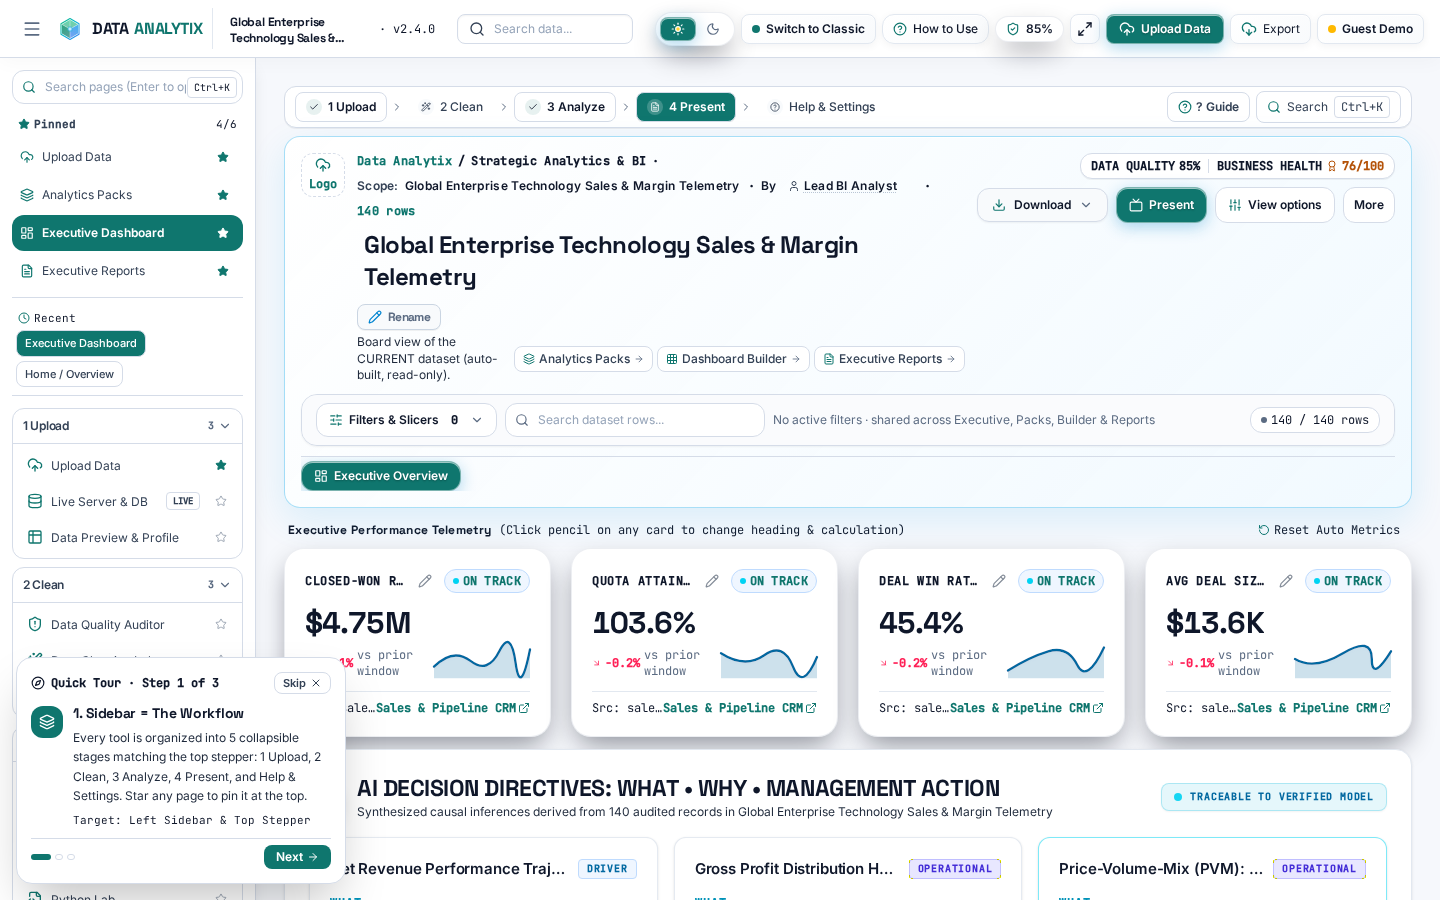 DATA ANALYTIX
Global Enterprise
Technology Sales &...
· v2.4.0
Search data...
Switch to Classic
How to Use
85%
Upload Data
Export
Guest Demo
Search pages (Enter to op
Ctrl+K
Pinned
4/6
Upload Data
Analytics Packs
Executive Dashboard
Executive Reports
Recent
Executive Dashboard
Home / Overview
1 Upload
3
Upload Data
Live Server & DB
LIVE
Data Preview & Profile
2 Clean
3
Data Quality Auditor
1 Upload
2 Clean
3 Analyze
4 Present
Help & Settings
? Guide
Search
Ctrl+K
Logo
Data Analytix / Strategic Analytics & BI ·
Scope: Global Enterprise Technology Sales & Margin Telemetry · By Lead BI Analyst ·
140 rows
DATA QUALITY 85%
BUSINESS HEALTH 76/100
Download
Present
View options
More
Global Enterprise Technology Sales & Margin
Telemetry
Rename
Board view of the
CURRENT dataset (auto-
built, read-only).
Analytics Packs →
Dashboard Builder →
Executive Reports →
Filters & Slicers 0
Search dataset rows...
No active filters · shared across Executive, Packs, Builder & Reports
140 / 140 rows
Executive Overview
Executive Performance Telemetry (Click pencil on any card to change heading & calculation)
Reset Auto Metrics
CLOSED-WON R…
ON TRACK
$4.75M
1% vs prior
window
sale…Sales & Pipeline CRM
QUOTA ATTAIN…
ON TRACK
103.6%
-0.2% vs prior
window
Src: sale…Sales & Pipeline CRM
DEAL WIN RAT…
ON TRACK
45.4%
-0.2% vs prior
window
Src: sale…Sales & Pipeline CRM
AVG DEAL SIZ…
ON TRACK
$13.6K
-0.1% vs prior
window
Src: sale…Sales & Pipeline CRM
AI DECISION DIRECTIVES: WHAT • WHY • MANAGEMENT ACTION
Synthesized causal inferences derived from 140 audited records in Global Enterprise Technology Sales & Margin Telemetry
TRACEABLE TO VERIFIED MODEL
et Revenue Performance Traj...
DRIVER
Gross Profit Distribution H...
OPERATIONAL
Price-Volume-Mix (PVM): ...
OPERATIONAL
Quick Tour · Step 1 of 3
Skip
1. Sidebar = The Workflow
Every tool is organized into 5 collapsible
stages matching the top stepper: 1 Upload, 2
Clean, 3 Analyze, 4 Present, and Help &
Settings. Star any page to pin it at the top.
Target: Left Sidebar & Top Stepper
Next →
Python Lab